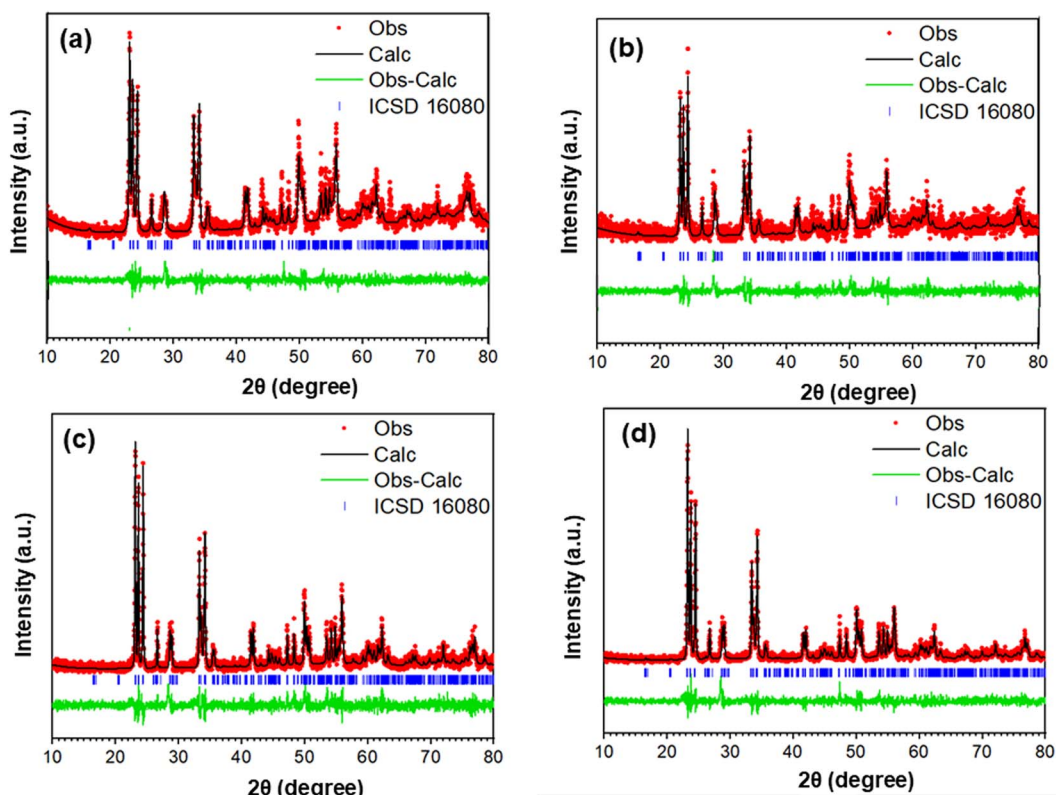 (a)
Obs
Calc
Obs-Calc
ICSD 16080
Intensity (a.u.)
10 20 30 40 50 60 70 80
2θ (degree)
(b)
Obs
Calc
Obs-Calc
ICSD 16080
Intensity (a.u.)
10 20 30 40 50 60 70 80
2θ (degree)
(c)
Obs
Calc
Obs-Calc
ICSD 16080
Intensity (a.u.)
10 20 30 40 50 60 70 80
2θ (degree)
(d)
Obs
Calc
Obs-Calc
ICSD 16080
Intensity (a.u.)
10 20 30 40 50 60 70 80
2θ (degree)